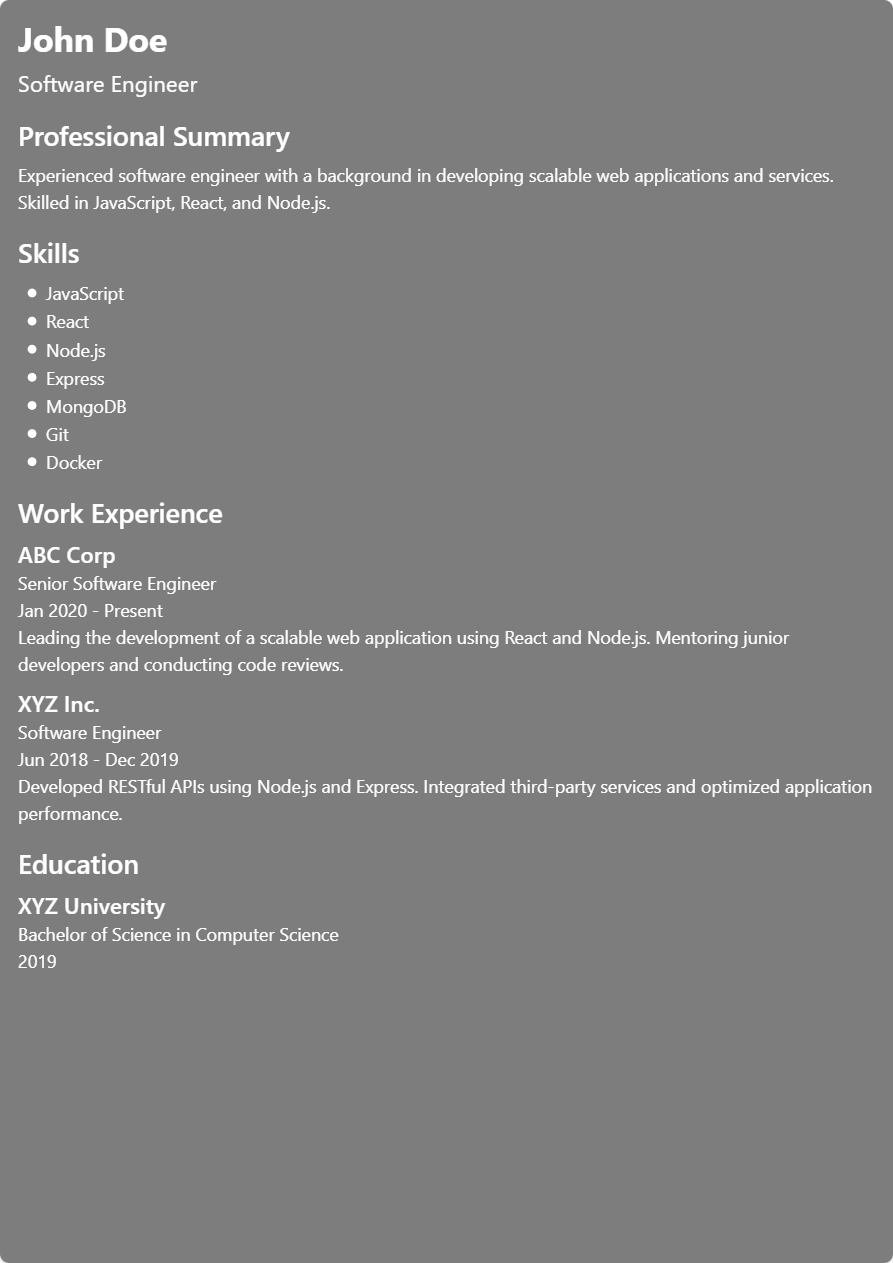 John Doe
Software Engineer
Professional Summary
Experienced software engineer with a background in developing scalable web applications and services.
Skilled in JavaScript, React, and Node.js.
Skills
• JavaScript
• React
• Node.js
• Express
• MongoDB
• Git
• Docker
Work Experience
ABC Corp
Senior Software Engineer
Jan 2020 - Present
Leading the development of a scalable web application using React and Node.js. Mentoring junior
developers and conducting code reviews.
XYZ Inc.
Software Engineer
Jun 2018 - Dec 2019
Developed RESTful APIs using Node.js and Express. Integrated third-party services and optimized application
performance.
Education
XYZ University
Bachelor of Science in Computer Science
2019